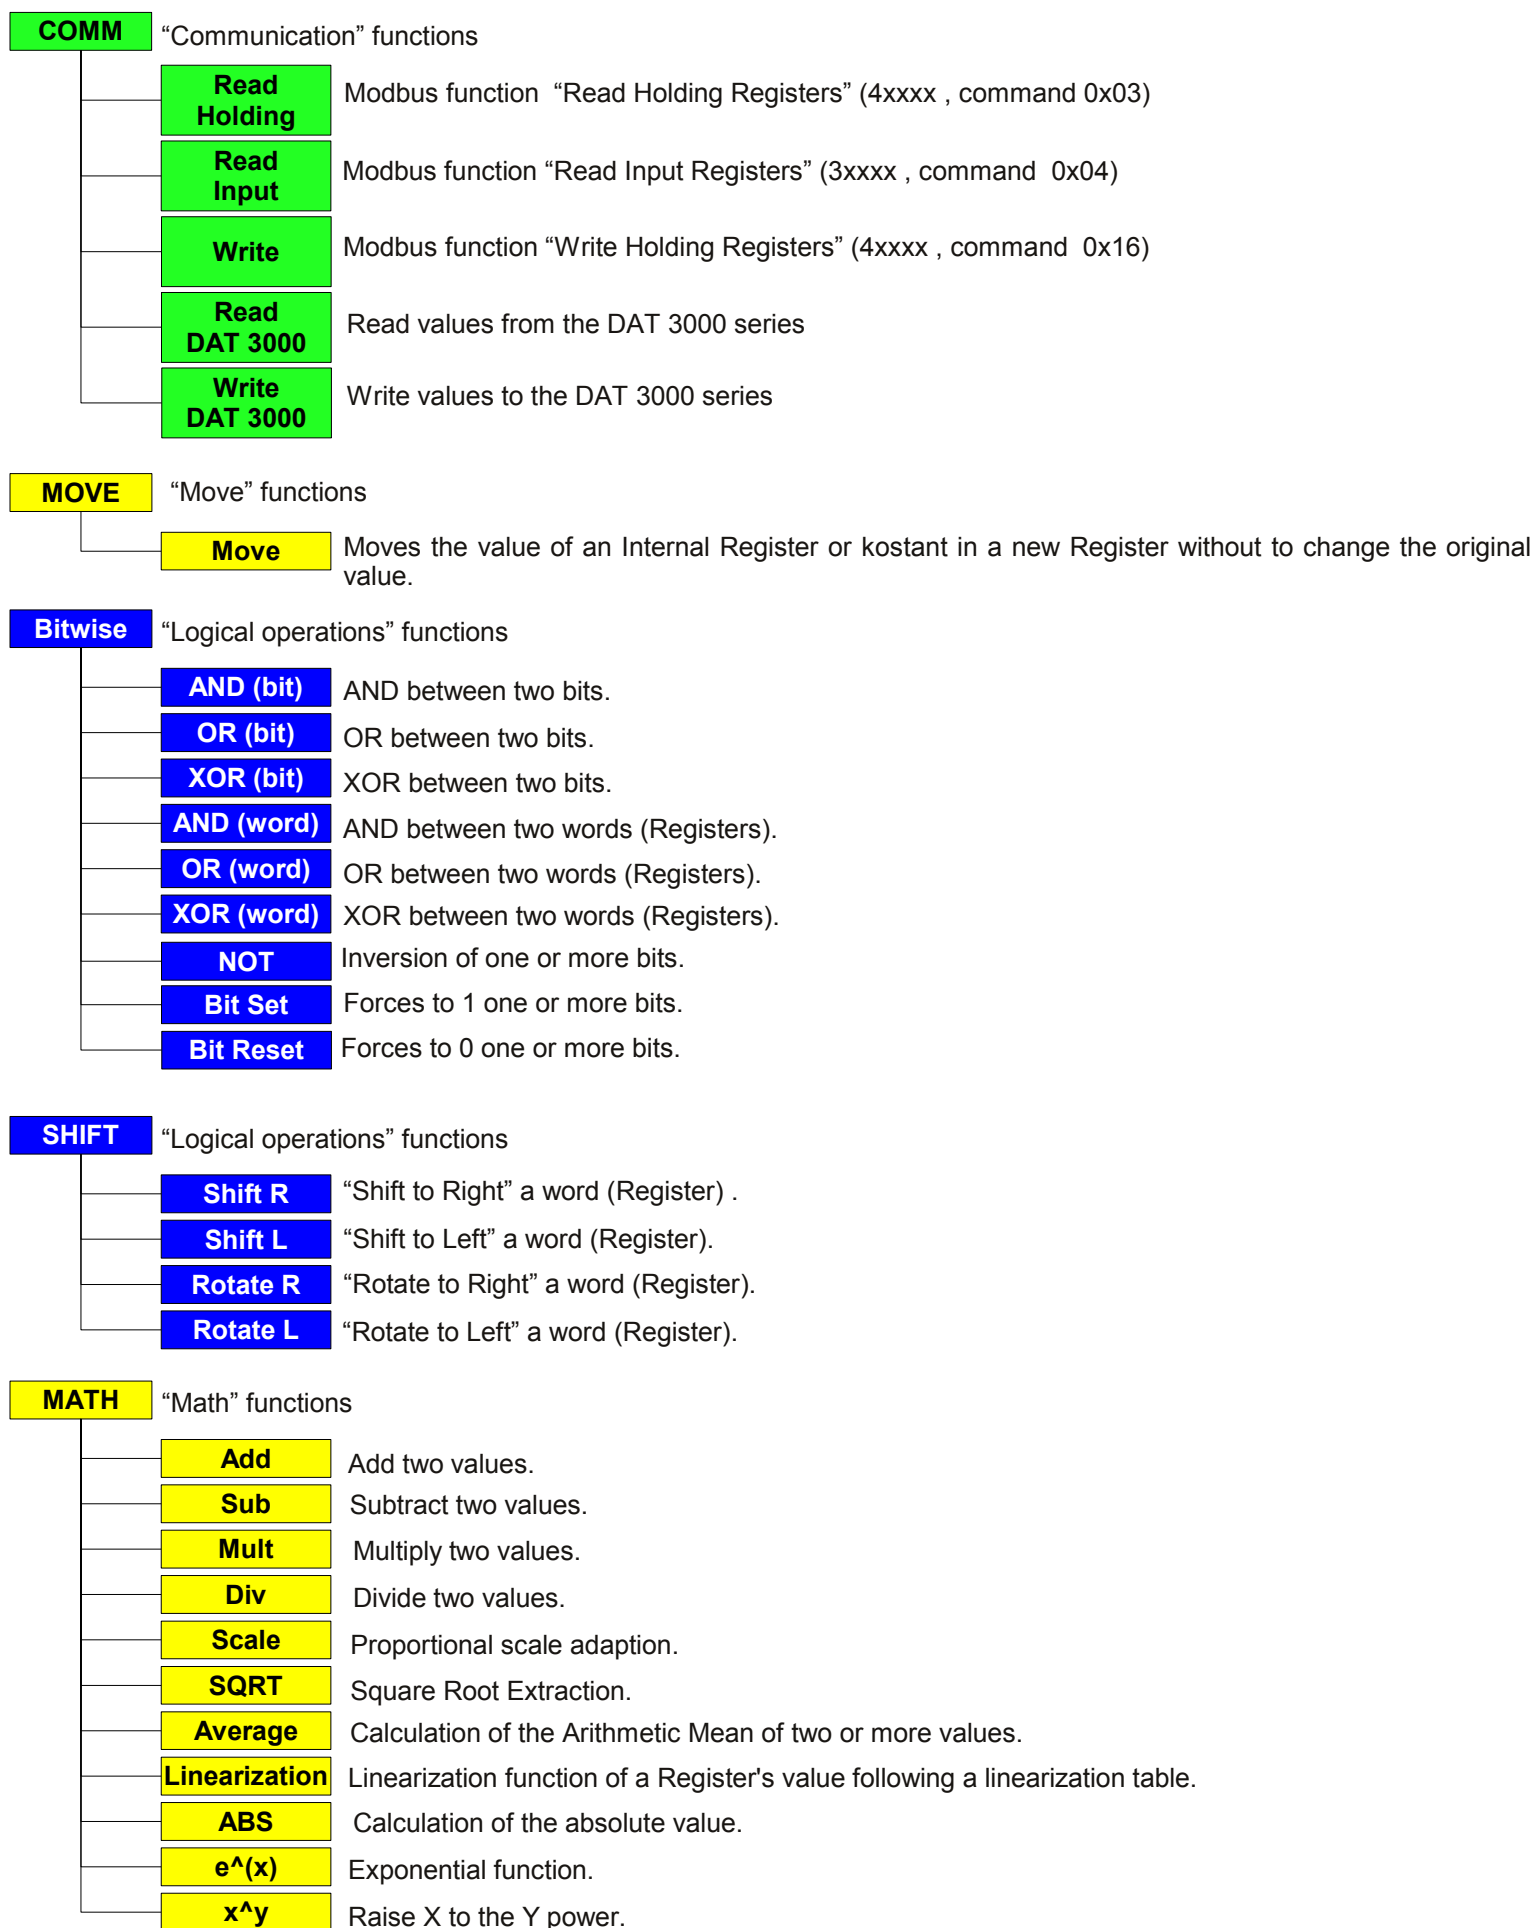 COMM “Communication” functions
Read Holding Modbus function “Read Holding Registers” (4xxxx , command 0x03)
Read Input Modbus function “Read Input Registers” (3xxxx , command 0x04)
Write Modbus function “Write Holding Registers” (4xxxx , command 0x16)
Read DAT 3000 Read values from the DAT 3000 series
Write DAT 3000 Write values to the DAT 3000 series
MOVE “Move” functions
Move Moves the value of an Internal Register or kostant in a new Register without to change the original
value.
Bitwise “Logical operations” functions
AND (bit) AND between two bits.
OR (bit) OR between two bits.
XOR (bit) XOR between two bits.
AND (word) AND between two words (Registers).
OR (word) OR between two words (Registers).
XOR (word) XOR between two words (Registers).
NOT Inversion of one or more bits.
Bit Set Forces to 1 one or more bits.
Bit Reset Forces to 0 one or more bits.
SHIFT “Logical operations” functions
Shift R “Shift to Right” a word (Register) .
Shift L “Shift to Left” a word (Register).
Rotate R “Rotate to Right” a word (Register).
Rotate L “Rotate to Left” a word (Register).
MATH “Math” functions
Add Add two values.
Sub Subtract two values.
Mult Multiply two values.
Div Divide two values.
Scale Proportional scale adaption.
SQRT Square Root Extraction.
Average Calculation of the Arithmetic Mean of two or more values.
Linearization Linearization function of a Register's value following a linearization table.
ABS Calculation of the absolute value.
e^(x) Exponential function.
x^y Raise X to the Y power.